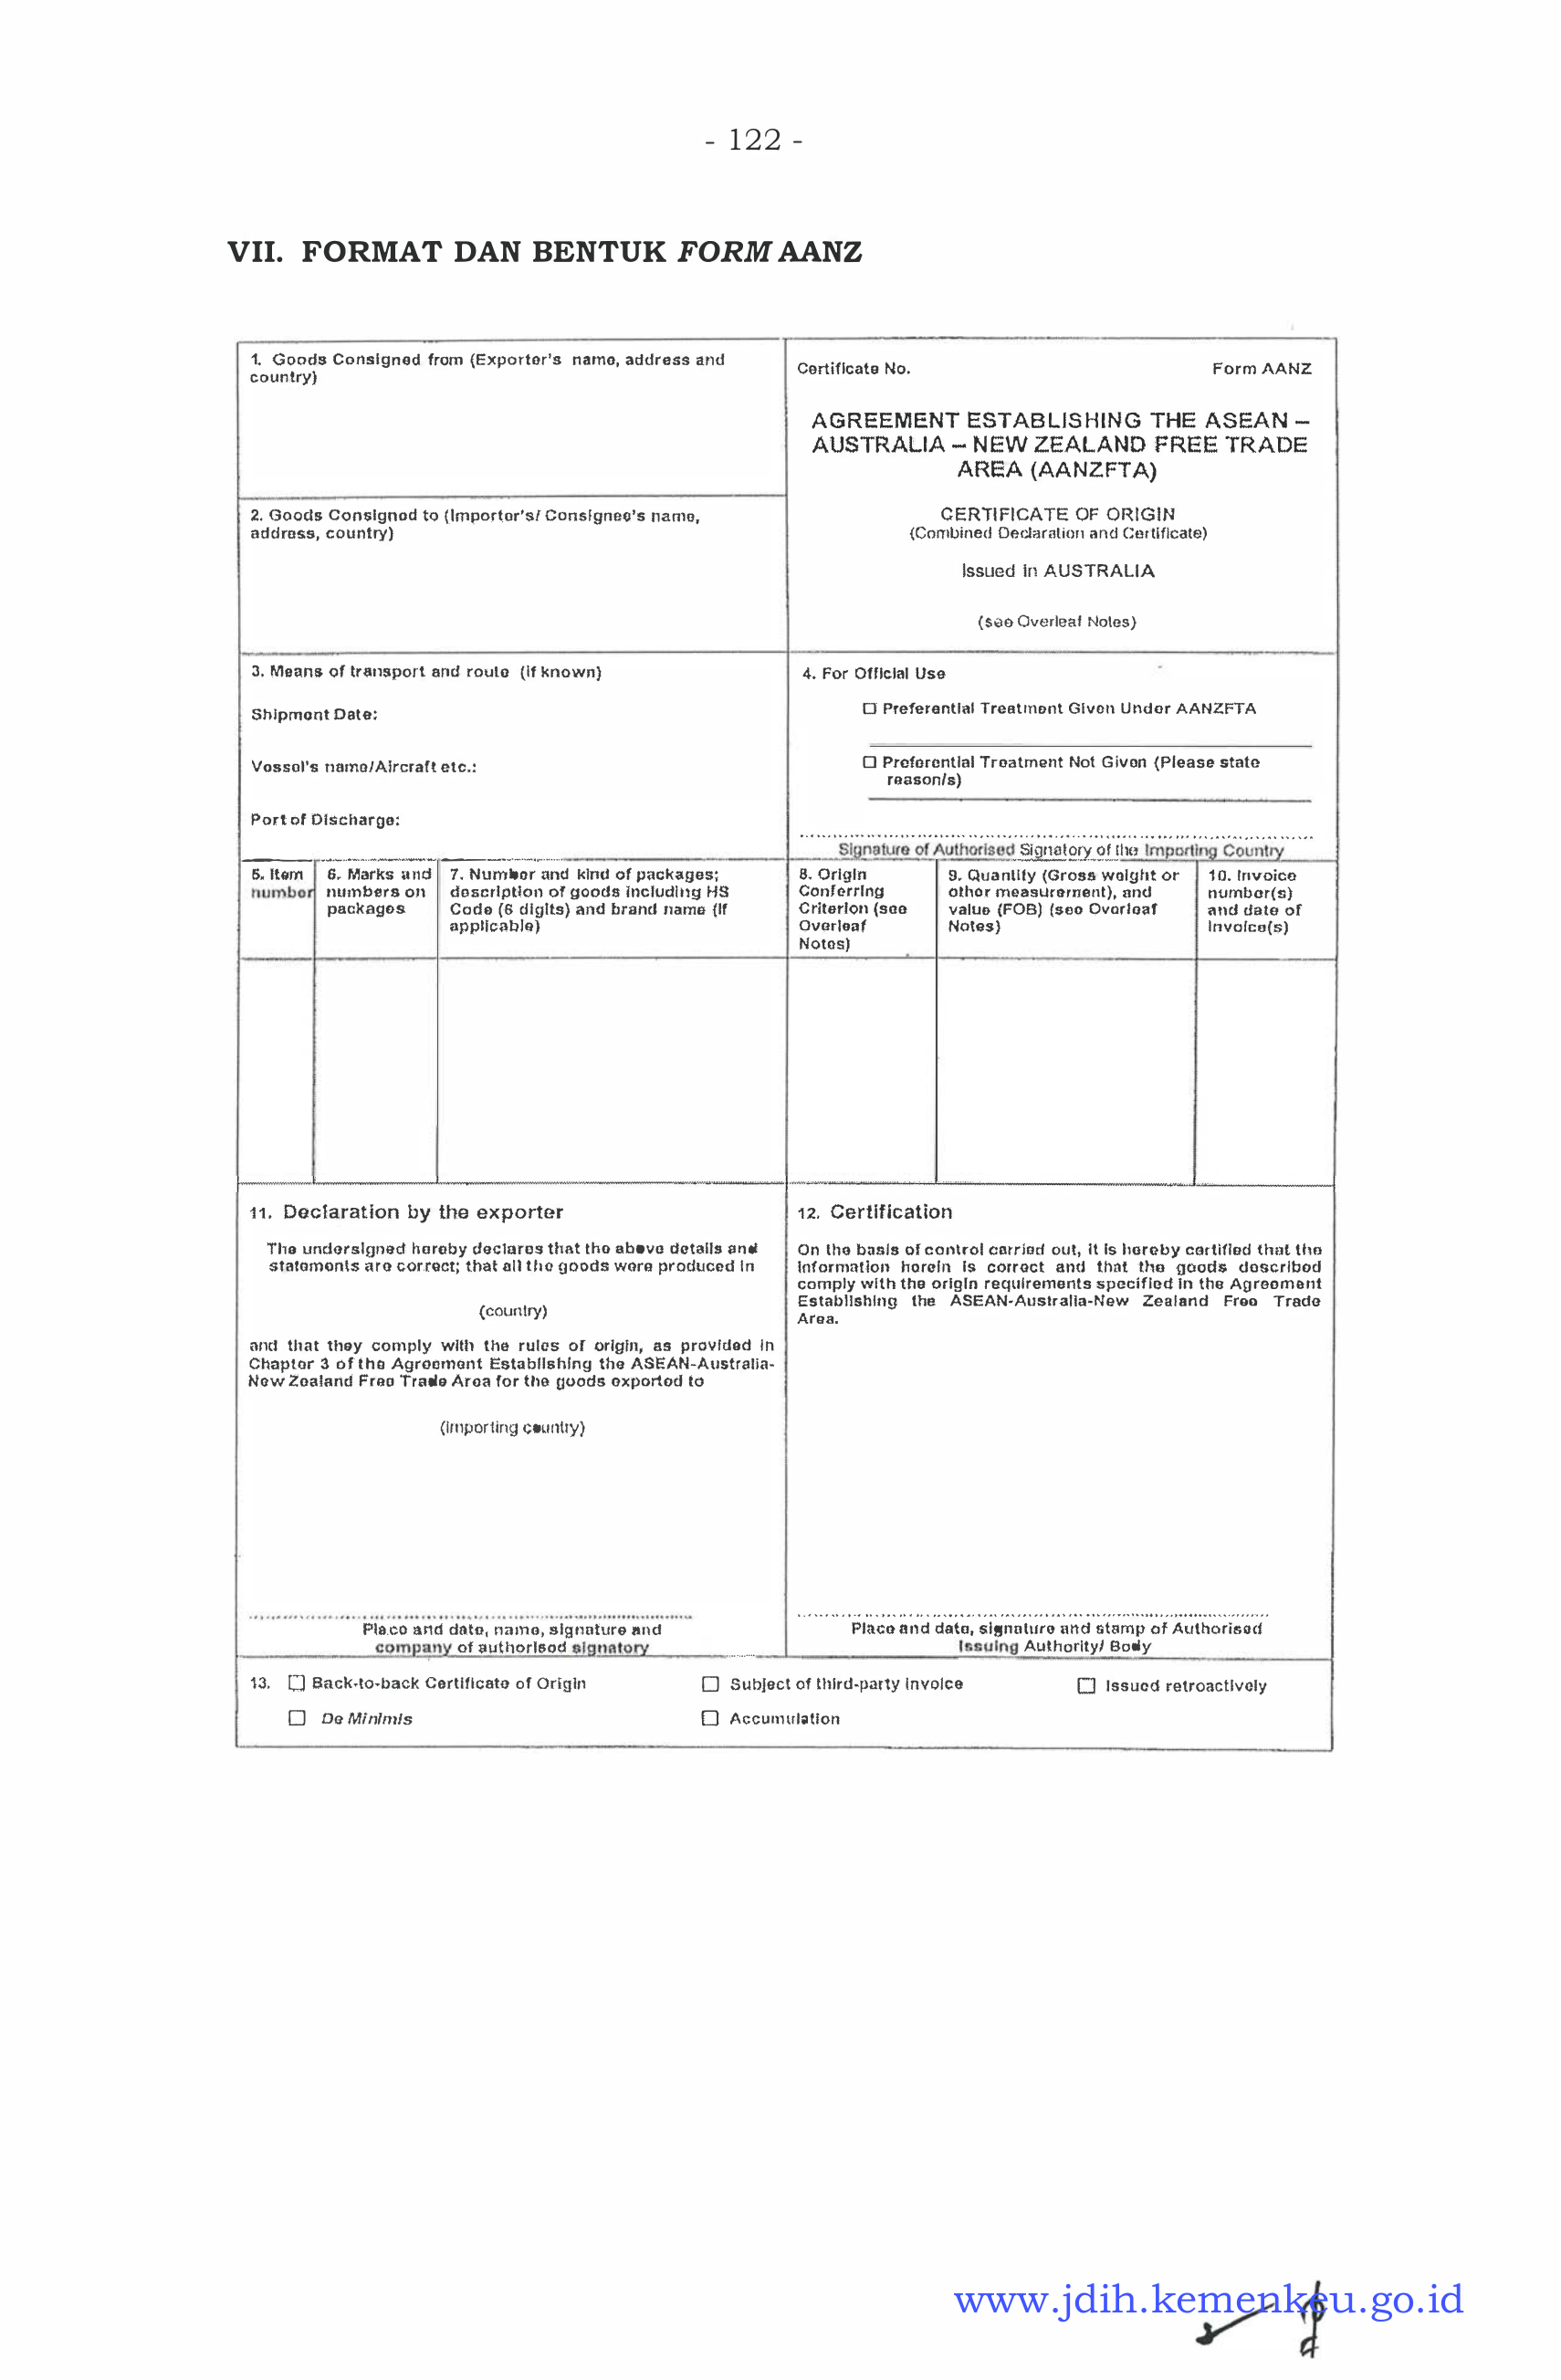 - 122 -
VII. FORMAT DAN BENTUK FORM AANZ
1. Goods Consigned from (Exporter's name, address and
country)
Certificate No.
Form AANZ
AGREEMENT ESTABLISHING THE ASEAN –
AUSTRALIA – NEW ZEALAND FREE TRADE
AREA (AANZFTA)
CERTIFICATE OF ORIGIN
(Combined Declaration and Certificate)
Issued in AUSTRALIA
(see Overleaf Notes)
2. Goods Consigned to (Importer's/ Consignee's name,
address, country)
3. Means of transport and route (if known)
Shipment Date:
Vessel's name/Aircraft etc.:
Port of Discharge:
4. For Official Use
☐ Preferential Treatment Given Under AANZFTA
☐ Preferential Treatment Not Given (Please state
reason/s)
Signature of Authorised Signatory of the Importing Country
5. Item
number
6. Marks and
numbers on
packages
7. Number and kind of packages;
description of goods including HS
Code (6 digits) and brand name (if
applicable)
8. Origin
Conferring
Criterion (see
Overleaf
Notes)
9. Quantity (Gross weight or
other measurement), and
value (FOB) (see Overleaf
Notes)
10. Invoice
number(s)
and date of
invoice(s)
11. Declaration by the exporter
The undersigned hereby declares that the above details and
statements are correct; that all the goods were produced in
(country)
and that they comply with the rules of origin, as provided in
Chapter 3 of the Agreement Establishing the ASEAN-Australia-
New Zealand Free Trade Area for the goods exported to
(importing country)
Place and date, name, signature and
company of authorised signatory
12. Certification
On the basis of control carried out, it is hereby certified that the
information herein is correct and that the goods described
comply with the origin requirements specified in the Agreement
Establishing the ASEAN-Australia-New Zealand Free Trade
Area.
Place and date, signature and stamp of Authorised
Issuing Authority/ Body
13. ☐ Back-to-back Certificate of Origin
☐ Subject of third-party invoice
☐ Issued retroactively
☐ De Minimis
☐ Accumulation
www.jdih.kemenkeu.go.id